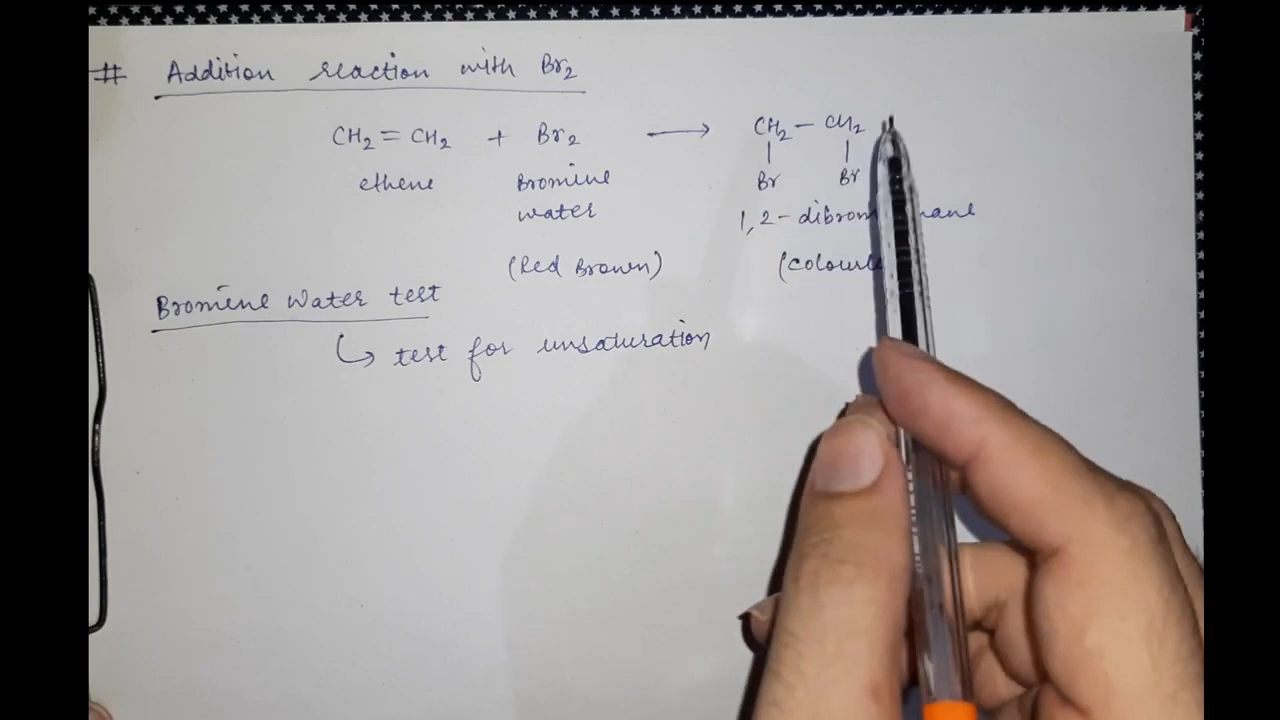 # Addition reaction with Br2
CH2 = CH2 + Br2 ⟶ CH2 – CH2
| |
Br Br
ethene Bromine
water
1,2 - dibrom
(Red Brown)
Bromine Water test
↳ test for unsaturation